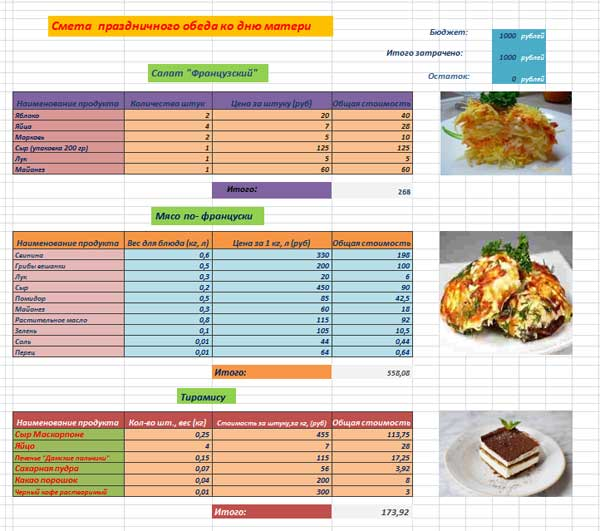 Смета праздничного обеда ко дню матери
Бюджет: 1000 рублей
Итого затрачено: 1000 рублей
Остаток: 0 рублей
Салат "Французский"
Наименование продукта Количества штук Цена за штуку (руб) Общая стоимость
Яблоко 2 20 40
Яйца 4 7 28
Морковь 2 5 10
Сыр (упаковка 200 гр) 1 125 125
Лук 1 5 5
Майонез 1 60 60
Итого: 268
Мясо по- француски
Наименование продукта Вес для блюда (кг, л) Цена за 1 кг, л (руб) Общая стоимость
Свинина 0,6 330 198
Грибы вешанки 0,5 200 100
Лук 0,3 20 6
Сыр 0,2 450 90
Помидор 0,5 85 42,5
Майонез 0,3 60 18
Растительное масло 0,8 115 92
Зелень 0,1 105 10,5
Соль 0,01 44 0,44
Перец 0,01 64 0,64
Итого: 558,08
Тирамису
Наименование продукта Кол-во шт., вес (кг) Стоимость за штуку,за кг, (руб) Общая стоимость
Сыр Маскарпоне 0,25 455 113,75
Яйцо 4 7 28
Печенье "Дамские пальчики" 0,15 115 17,25
Сахарная пудра 0,07 56 3,92
Какао порошок 0,04 200 8
Черный кофе растворимый 0,01 300 3
Итого: 173,92